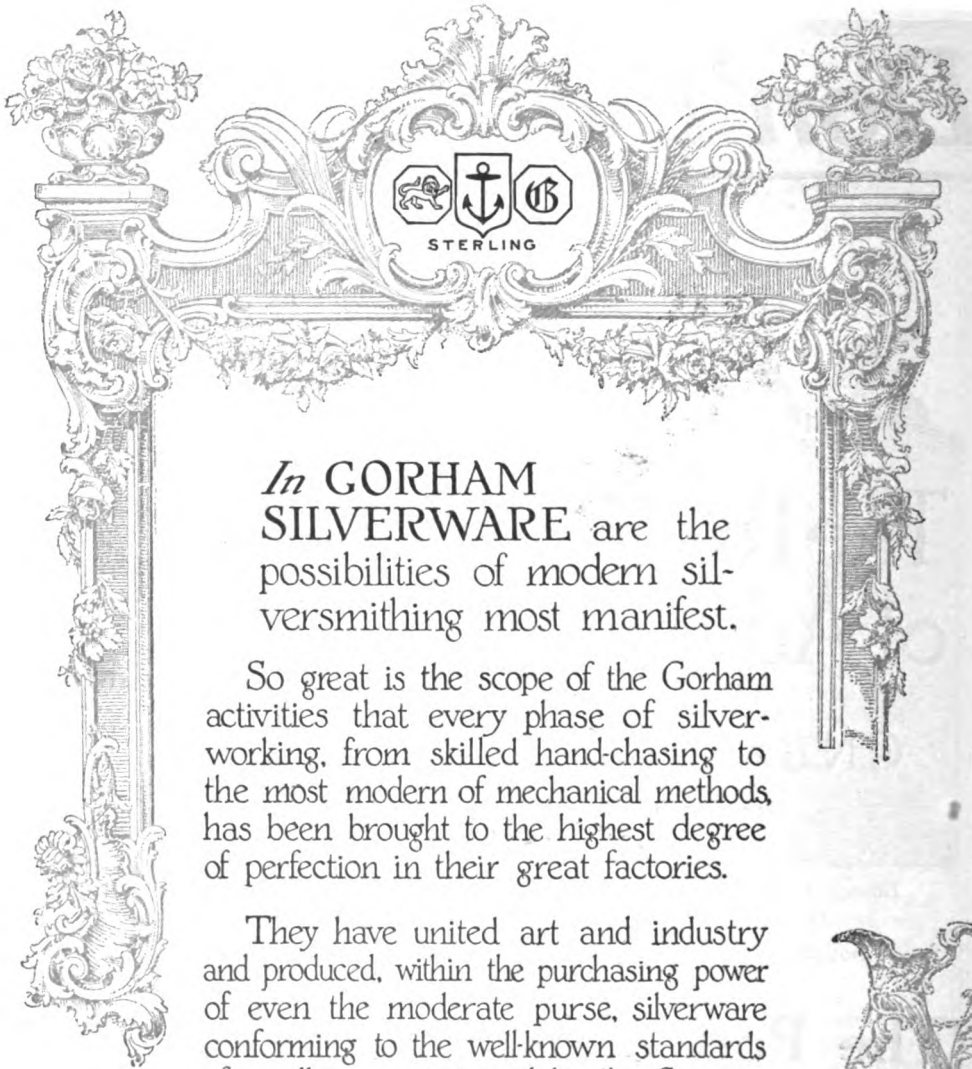 G
STERLING
In GORHAM
SILVERWARE are the
possibilities of modern sil-
versmithing most manifest.
So great is the scope of the Gorham
activities that every phase of silver-
working, from skilled hand-chasing to
the most modern of mechanical methods,
has been brought to the highest degree
of perfection in their great factories.
They have united art and industry
and produced, within the purchasing power
of even the moderate purse, silverware
conforming to the well-known standards